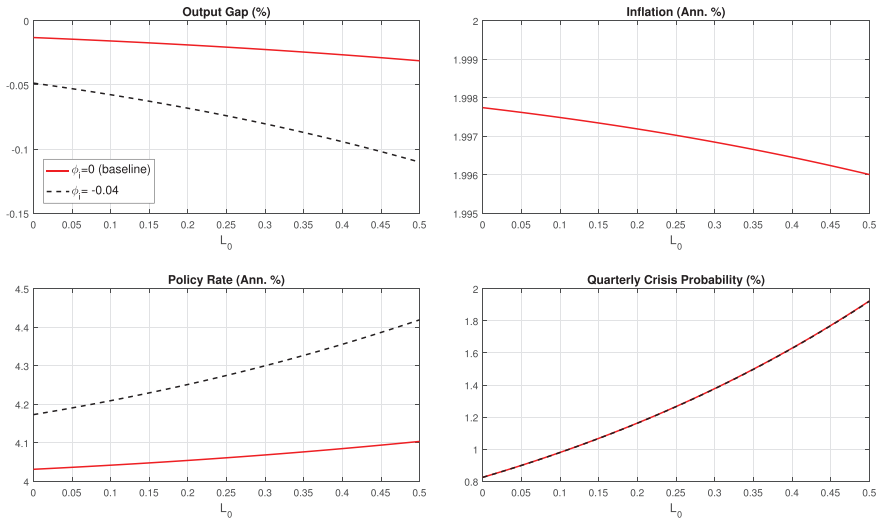 Output Gap (%)
0
-0.05
-0.1
-0.15
ϕi=0 (baseline)
ϕi= -0.04
0 0.05 0.1 0.15 0.2 0.25 0.3 0.35 0.4 0.45 0.5
L0
Inflation (Ann. %)
2
1.999
1.998
1.997
1.996
1.995
0 0.05 0.1 0.15 0.2 0.25 0.3 0.35 0.4 0.45 0.5
L0
Policy Rate (Ann. %)
4.5
4.4
4.3
4.2
4.1
4
0 0.05 0.1 0.15 0.2 0.25 0.3 0.35 0.4 0.45 0.5
L0
Quarterly Crisis Probability (%)
2
1.8
1.6
1.4
1.2
1
0.8
0 0.05 0.1 0.15 0.2 0.25 0.3 0.35 0.4 0.45 0.5
L0